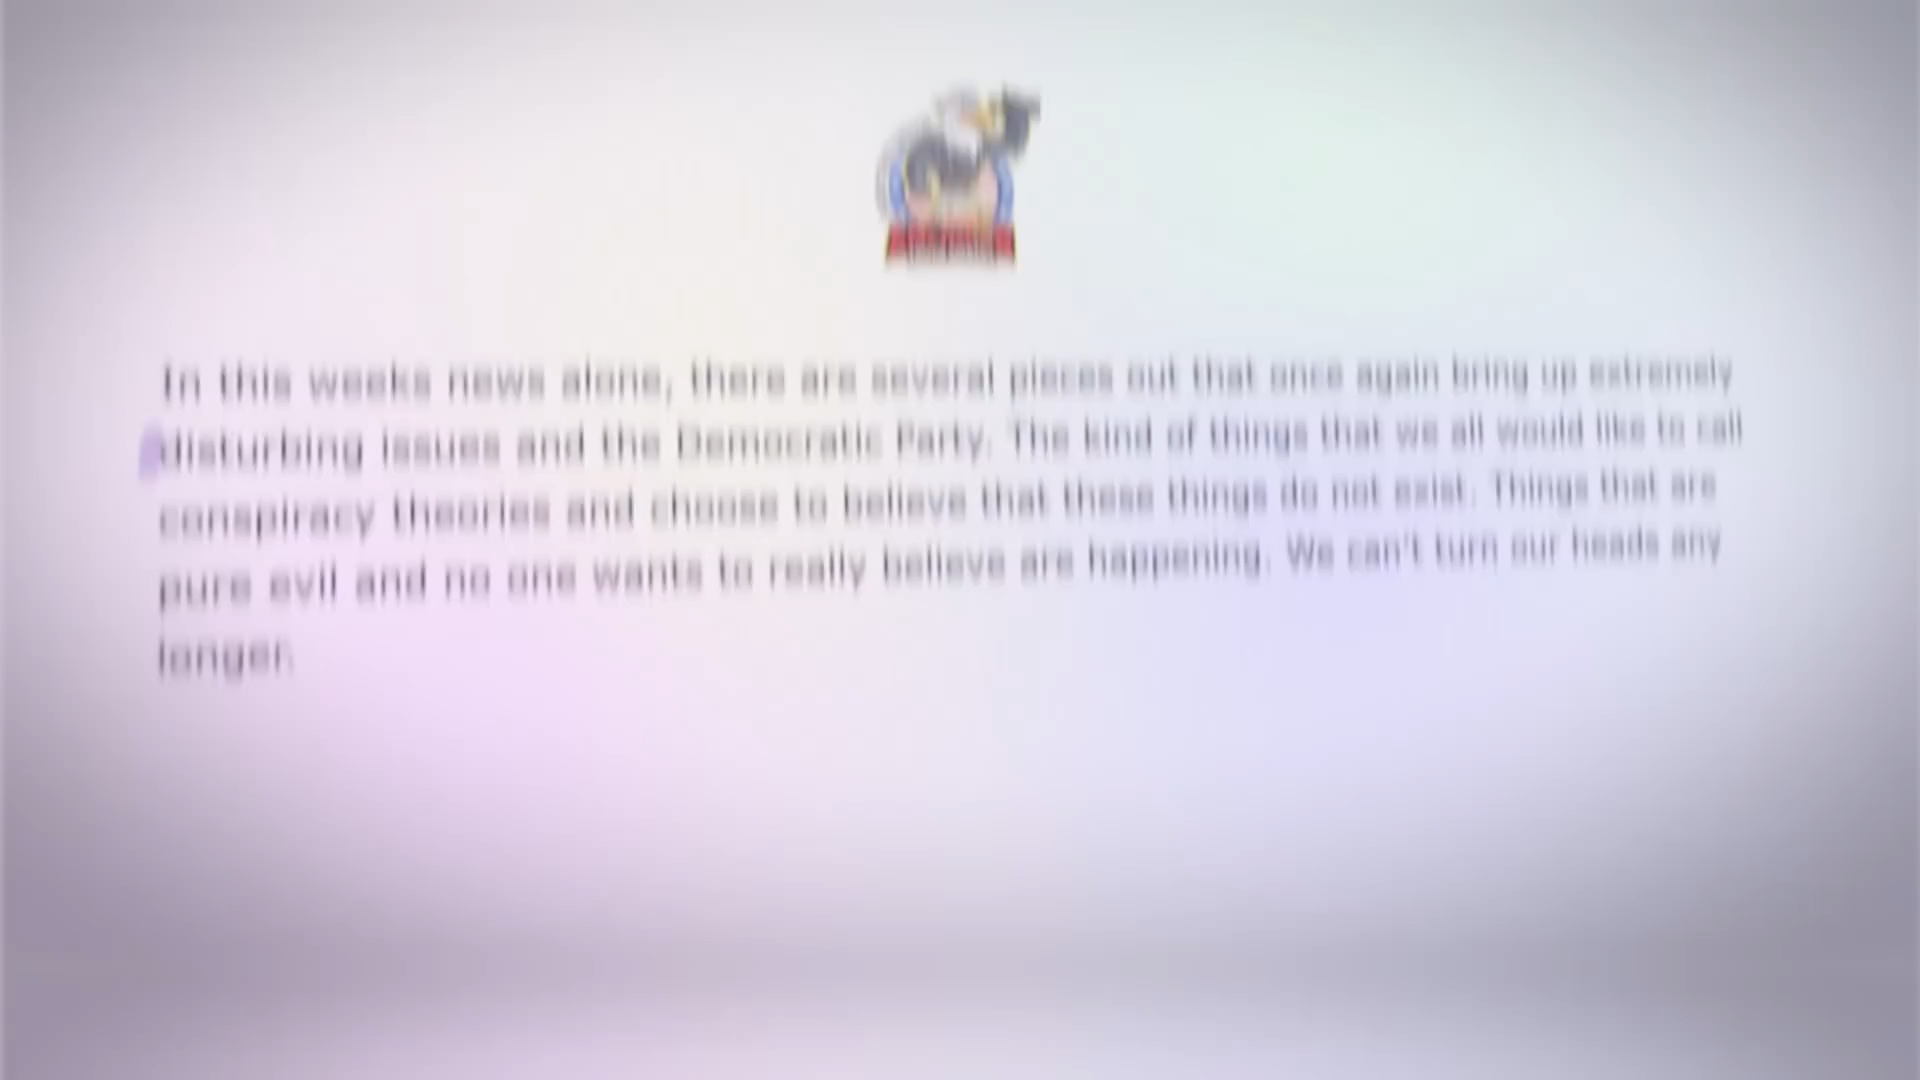 In this weeks news alone, there are several pieces out that once again bring up extremely
disturbing issues and the Democratic Party. The kind of things that we all would like to call
conspiracy theories and choose to believe that these things do not exist. Things that are
pure evil and no one wants to really believe are happening. We can't turn our heads any
longer.